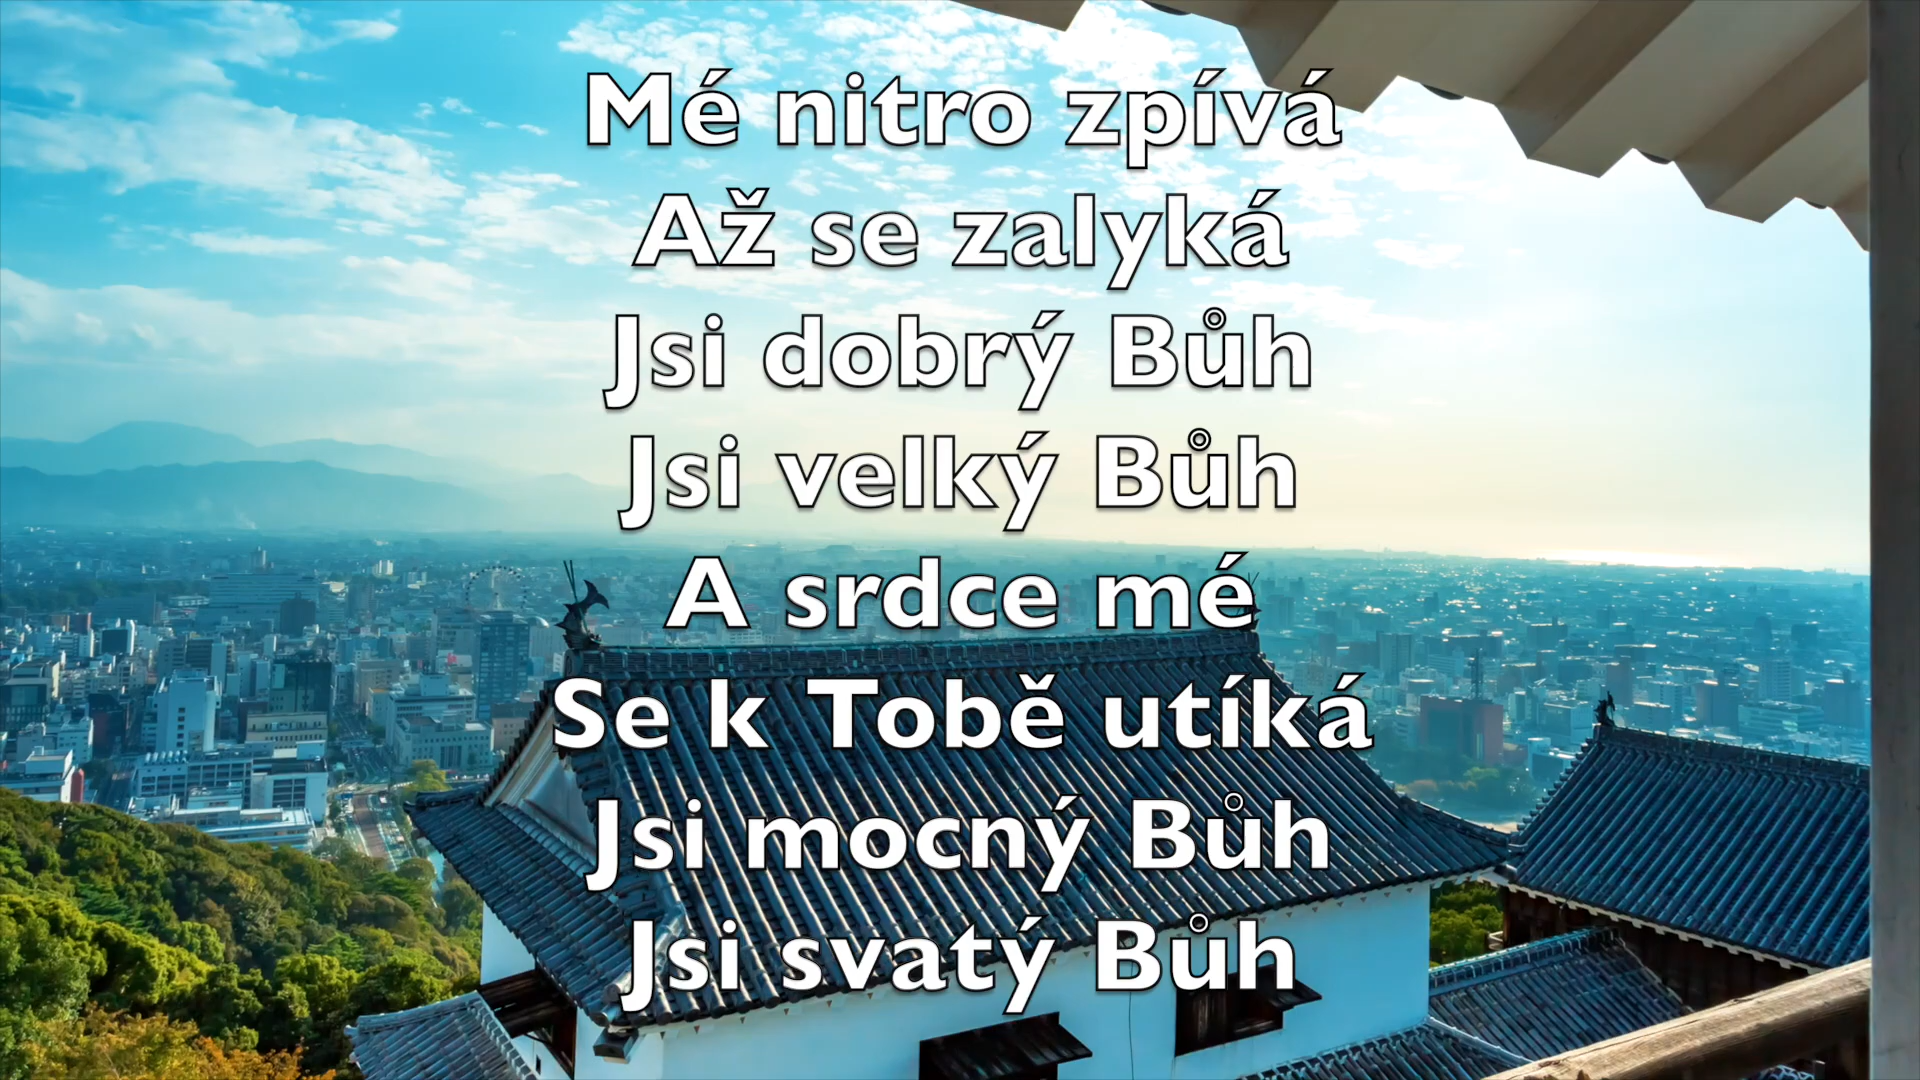 Mé nitro zpívá
Až se zalyká
Jsi dobrý Bůh
Jsi velký Bůh
A srdce mé
Se k Tobě utíká
Jsi mocný Bůh
Jsi svatý Bůh